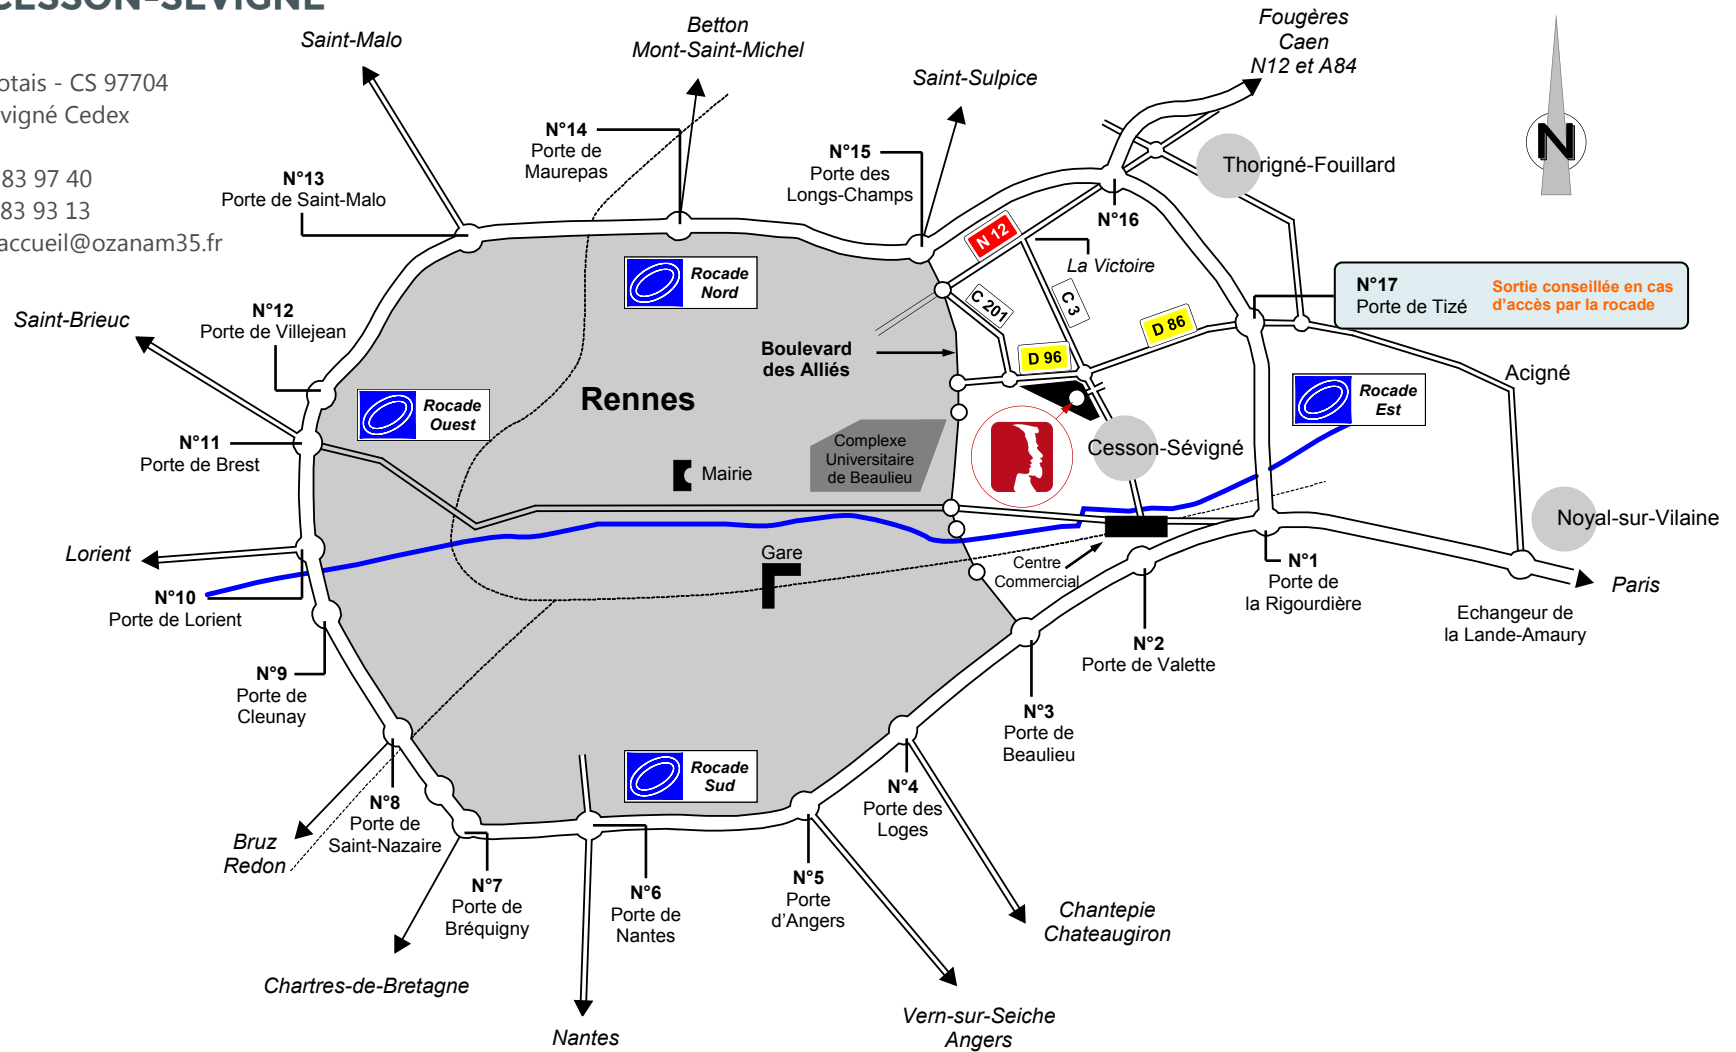 CESSON-SÉVIGNÉ
otais - CS 97704
vigné Cedex
83 97 40
83 93 13
accueil@ozanam35.fr
Saint-Malo
Betton
Mont-Saint-Michel
Saint-Sulpice
Fougères
Caen
N12 et A84
N
N°14
Porte de
Maurepas
N°15
Porte des
Longs-Champs
N°13
Porte de Saint-Malo
Thorigné-Fouillard
N°16
N 12
La Victoire
Rocade
Nord
C 201
C 3
D 86
D 96
N°17
Porte de Tizé
Sortie conseillée en cas
d'accès par la rocade
Saint-Brieuc
N°12
Porte de Villejean
Boulevard
des Alliés
Rennes
Rocade
Ouest
Acigné
Rocade
Est
N°11
Porte de Brest
Mairie
Complexe
Universitaire
de Beaulieu
Cesson-Sévigné
Noyal-sur-Vilaine
Lorient
Gare
Centre
Commercial
N°10
Porte de Lorient
N°1
Porte de
la Rigourdière
Paris
Echangeur de
la Lande-Amaury
N°2
Porte de Valette
N°9
Porte de
Cleunay
N°3
Porte de
Beaulieu
Rocade
Sud
N°8
Porte de
Saint-Nazaire
N°4
Porte des
Loges
Bruz
Redon
N°7
Porte de
Bréquigny
N°6
Porte de
Nantes
N°5
Porte
d'Angers
Chantepie
Chateaugiron
Chartres-de-Bretagne
Nantes
Vern-sur-Seiche
Angers